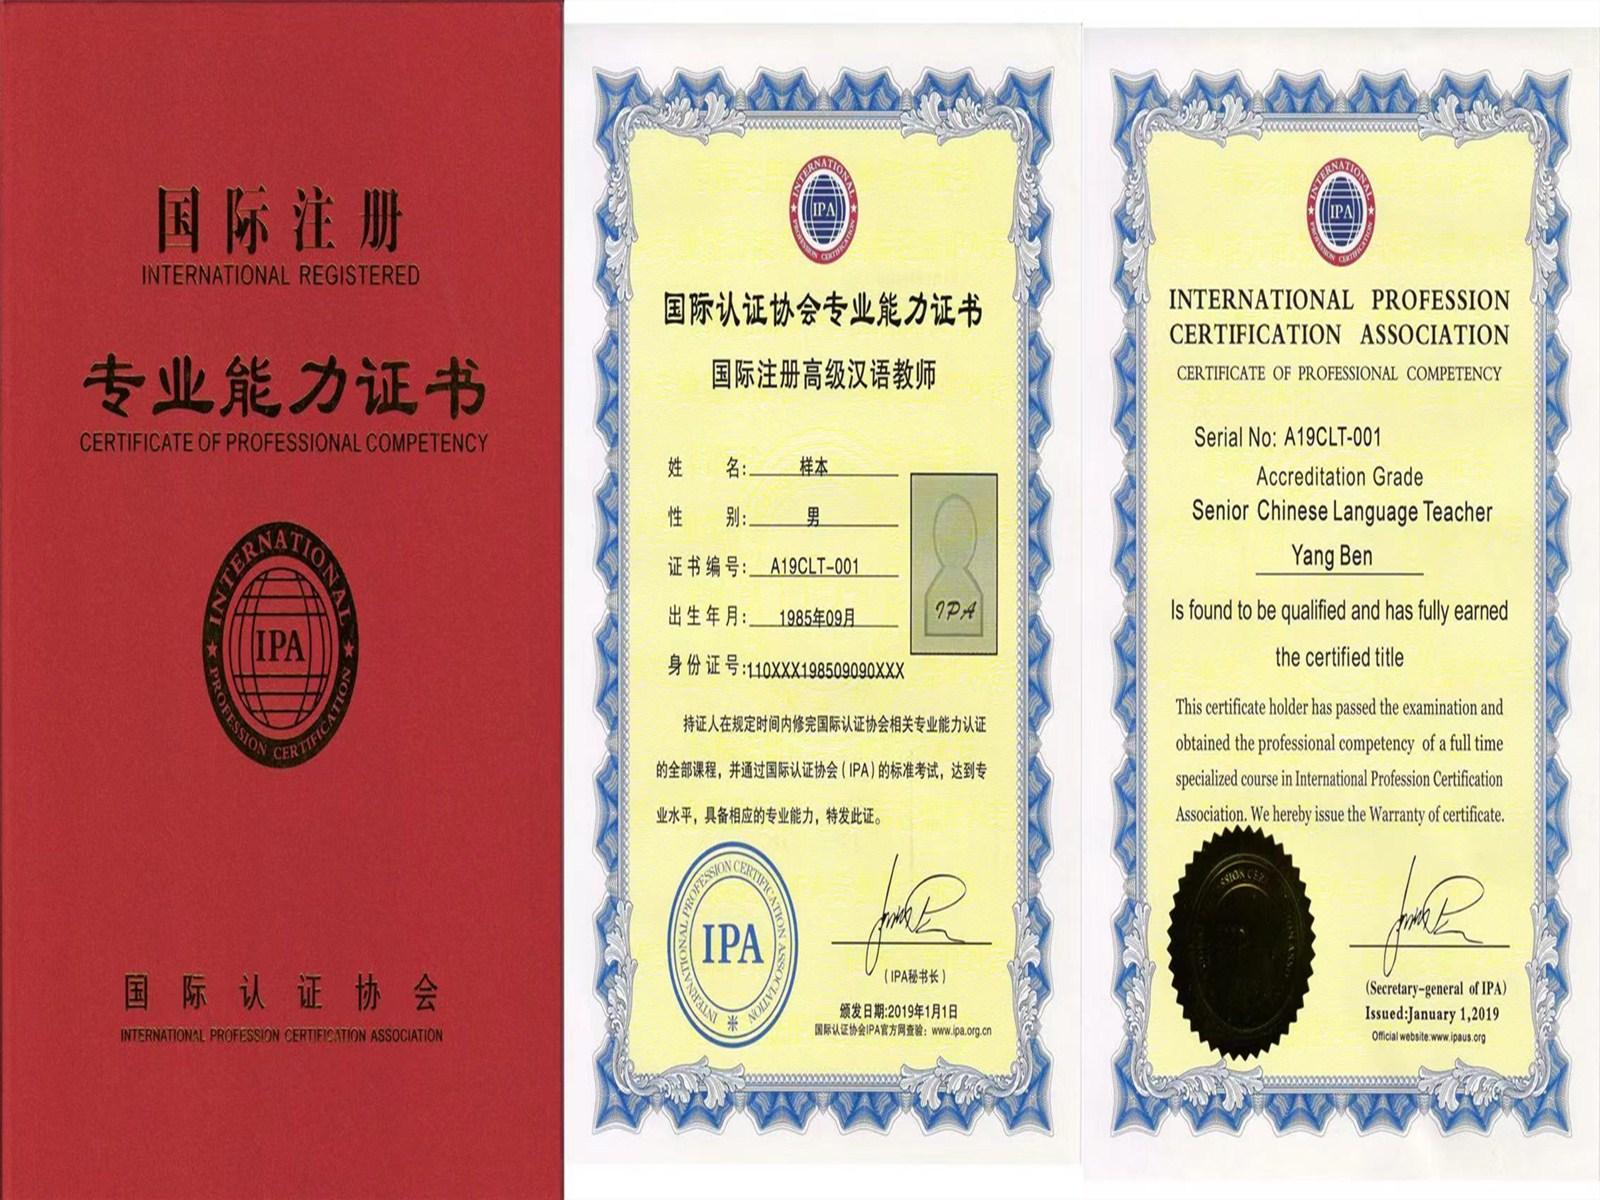 国际注册
INTERNATIONAL REGISTERED
专业能力证书
CERTIFICATE OF PROFESSIONAL COMPETENCY
INTERNATIONAL
IPA
PROFESSION CERTIFICATION
国际认证协会
INTERNATIONAL PROFESSION CERTIFICATION ASSOCIATION
INTERNATIONAL
IPA
PROFESSION CERTIFICATION
国际认证协会专业能力证书
国际注册高级汉语教师
姓 名: 样本
性 别: 男
证书编号: A19CLT-001
出生年月: 1985年09月
身份证号:110XXX198509090XXX
IPA
持证人在规定时间内修完国际认证协会相关专业能力认证
的全部课程，并通过国际认证协会（IPA）的标准考试，达到专
业水平，具备相应的专业能力，特发此证。
INTERNATIONAL PROFESSION CERTIFICATION ASSOCIATION
IPA
（IPA秘书长）
颁发日期:2019年1月1日
国际认证协会IPA官方网查验：www.ipa.org.cn
INTERNATIONAL
IPA
PROFESSION CERTIFICATION
INTERNATIONAL PROFESSION
CERTIFICATION ASSOCIATION
CERTIFICATE OF PROFESSIONAL COMPETENCY
Serial No: A19CLT-001
Accreditation Grade
Senior Chinese Language Teacher
Yang Ben
Is found to be qualified and has fully earned
the certified title
This certificate holder has passed the examination and
obtained the professional competency of a full time
specialized course in International Profession Certification
Association. We hereby issue the Warranty of certificate.
(Secretary-general of IPA)
Issued:January 1,2019
Official website:www.ipaus.org